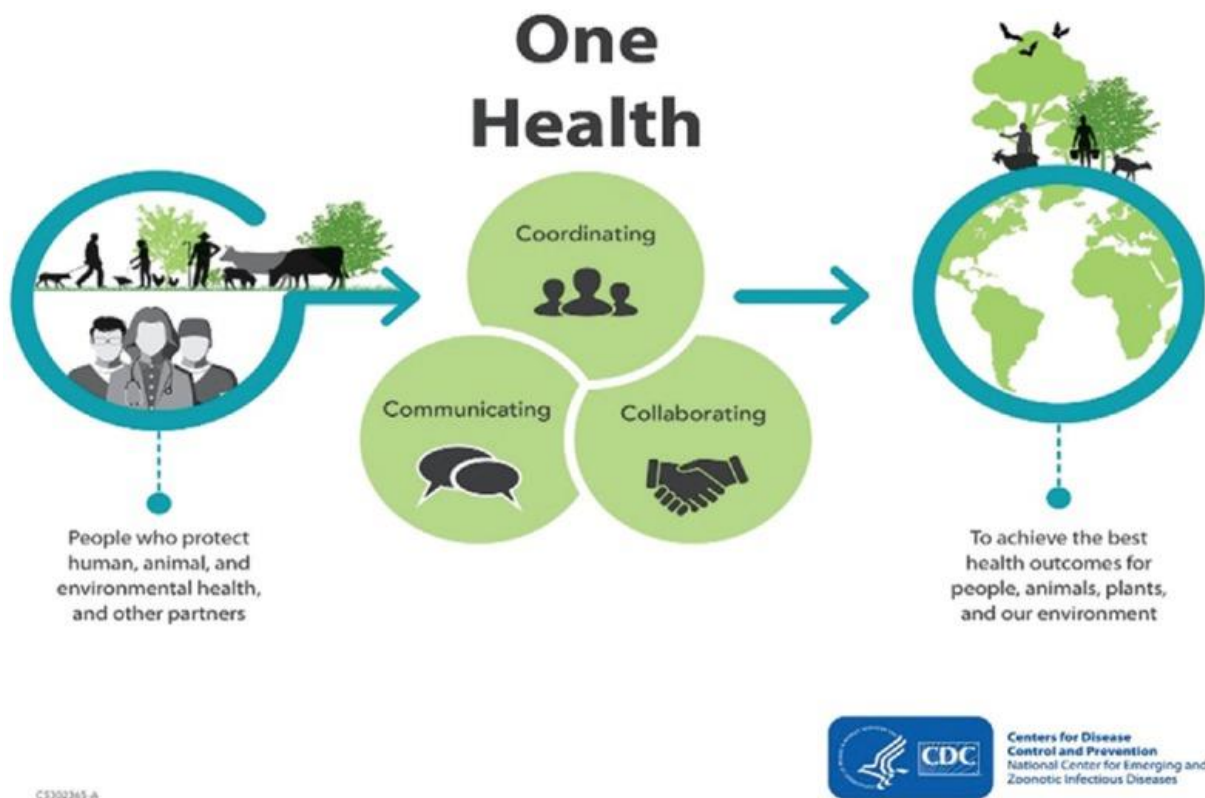 One
Health
Coordinating
Communicating
Collaborating
People who protect
human, animal, and
environmental health,
and other partners
To achieve the best
health outcomes for
people, animals, plants,
and our environment
CDC
Centers for Disease
Control and Prevention
National Center for Emerging and
Zoonotic Infectious Diseases
CS302365-A